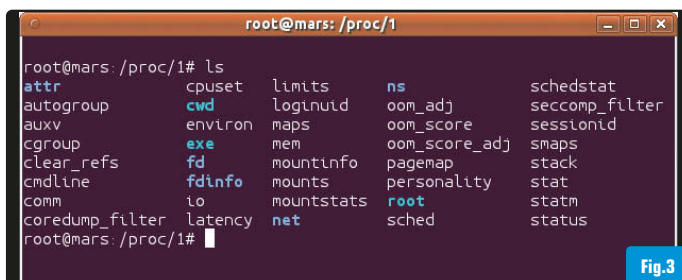 root@mars: /proc/1
root@mars:/proc/1# ls
attr cpuset limits ns schedstat
autogroup cwd loginuid oom_adj seccomp_filter
auxv environ maps oom_score sessionid
cgroup exe mem oom_score_adj smaps
clear_refs fd mountinfo pagemap stack
cmdline fdinfo mounts personality stat
comm io mountstats root statm
coredump_filter latency net sched status
root@mars:/proc/1#
Fig.3